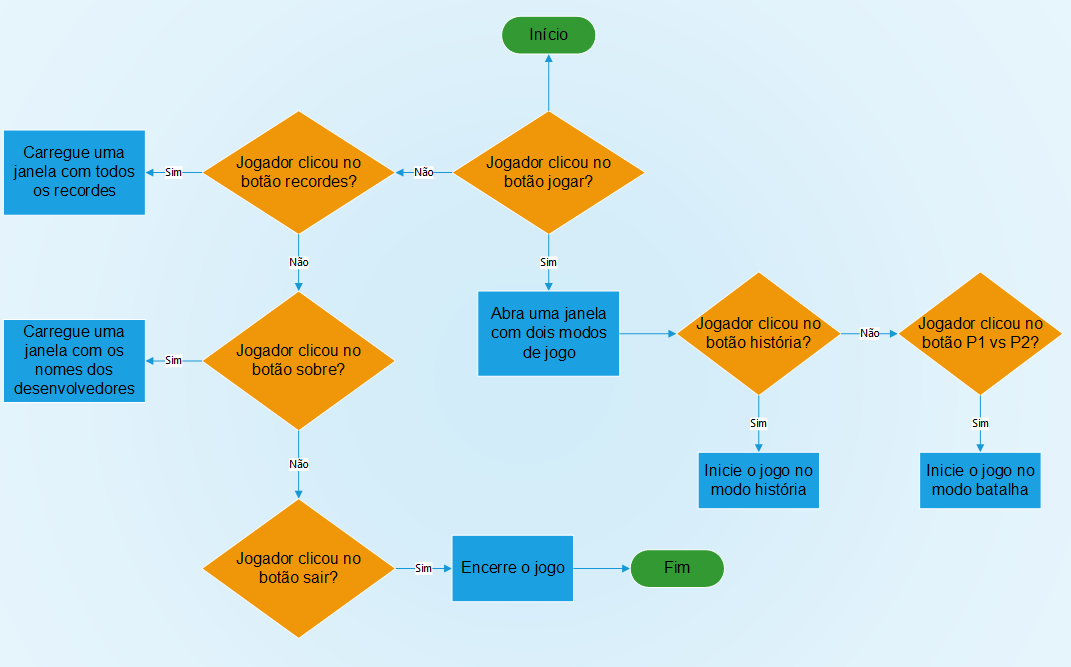 Início
Jogador clicou no
botão jogar?
Não
Jogador clicou no
botão recordes?
Sim
Carregue uma
janela com todos
os recordes
Não
Sim
Abra uma janela
com dois modos
de jogo
Jogador clicou no
botão história?
Não
Jogador clicou no
botão P1 vs P2?
Jogador clicou no
botão sobre?
Sim
Carregue uma
janela com os
nomes dos
desenvolvedores
Sim
Sim
Inicie o jogo no
modo história
Inicie o jogo no
modo batalha
Não
Jogador clicou no
botão sair?
Sim
Encerre o jogo
Fim